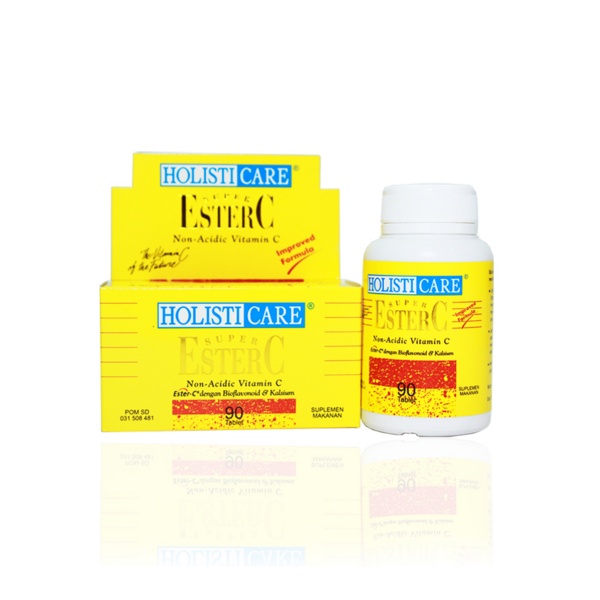 HOLISTICARE®
SUPER
ESTERC
Non-Acidic Vitamin C
The Vitamin C
of the Future
Improved
Formula
HOLISTICARE®
SUPER
ESTERC
Non-Acidic Vitamin C
Ester-C® dengan Bioflavonoid & Kalsium
90
Tablet
POM SD
031 508 481
SUPLEMEN
MAKANAN
HOLISTICARE®
SUPER
ESTERC
Improved
Formula
Non-Acidic Vitamin C
Ester-C® dengan Bioflavonoid & Kalsium
90
Tablet